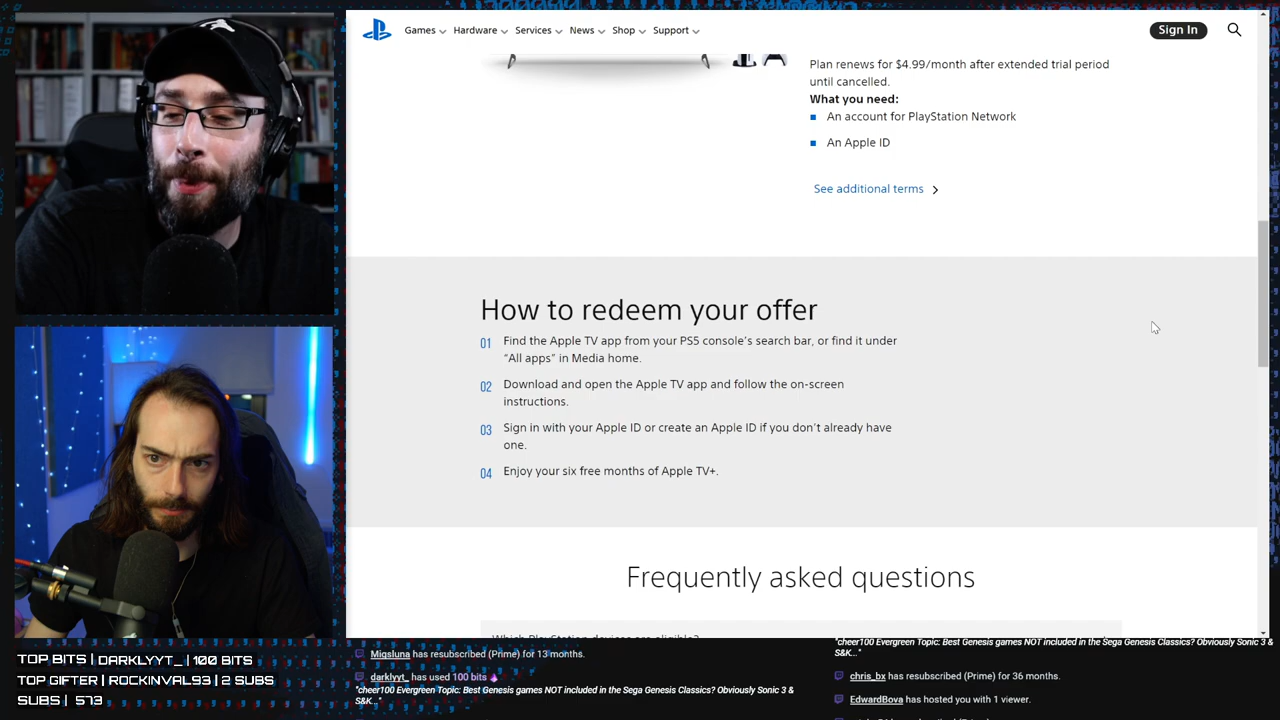 Games
Hardware
Services
News
Shop
Support
Sign In
Plan renews for $4.99/month after extended trial period
until cancelled.
What you need:
An account for PlayStation Network
An Apple ID
See additional terms
How to redeem your offer
01 Find the Apple TV app from your PS5 console's search bar, or find it under
"All apps" in Media home.
02 Download and open the Apple TV app and follow the on-screen
instructions.
03 Sign in with your Apple ID or create an Apple ID if you don't already have
one.
04 Enjoy your six free months of Apple TV+.
Frequently asked questions
Which PlayStation devices are eligible?
TOP BITS | DARKLYYT_ | 100 BITS
TOP GIFTER | ROCKINVAL93 | 2 SUBS
SUBS | 573
Migsluna has resubscribed (Prime) for 13 months.
darklyyt_ has used 100 bits
"cheer100 Evergreen Topic: Best Genesis games NOT included in the Sega Genesis Classics? Obviously Sonic 3 &
S&K..."
"cheer100 Evergreen Topic: Best Genesis games NOT included in the Sega Genesis Classics? Obviously Sonic 3 &
S&K..."
chris_bx has resubscribed (Prime) for 36 months.
EdwardBova has hosted you with 1 viewer.